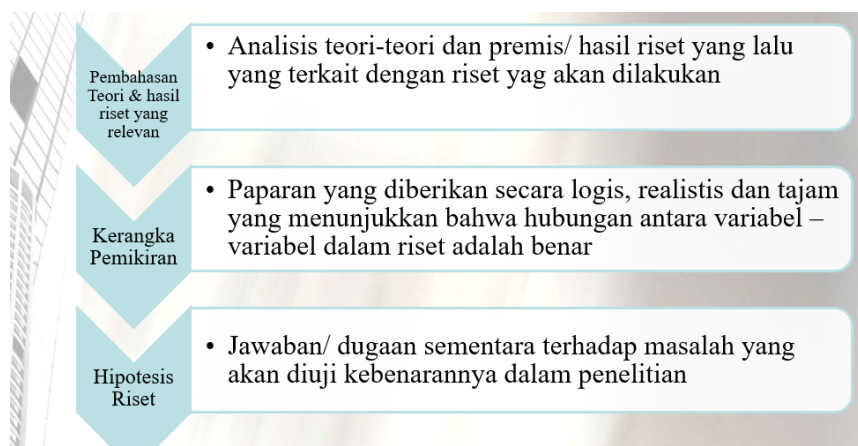 Pembahasan
Teori & hasil
riset yang
relevan
• Analisis teori-teori dan premis/ hasil riset yang lalu
yang terkait dengan riset yag akan dilakukan
Kerangka
Pemikiran
• Paparan yang diberikan secara logis, realistis dan tajam
yang menunjukkan bahwa hubungan antara variabel –
variabel dalam riset adalah benar
Hipotesis
Riset
• Jawaban/ dugaan sementara terhadap masalah yang
akan diuji kebenarannya dalam penelitian